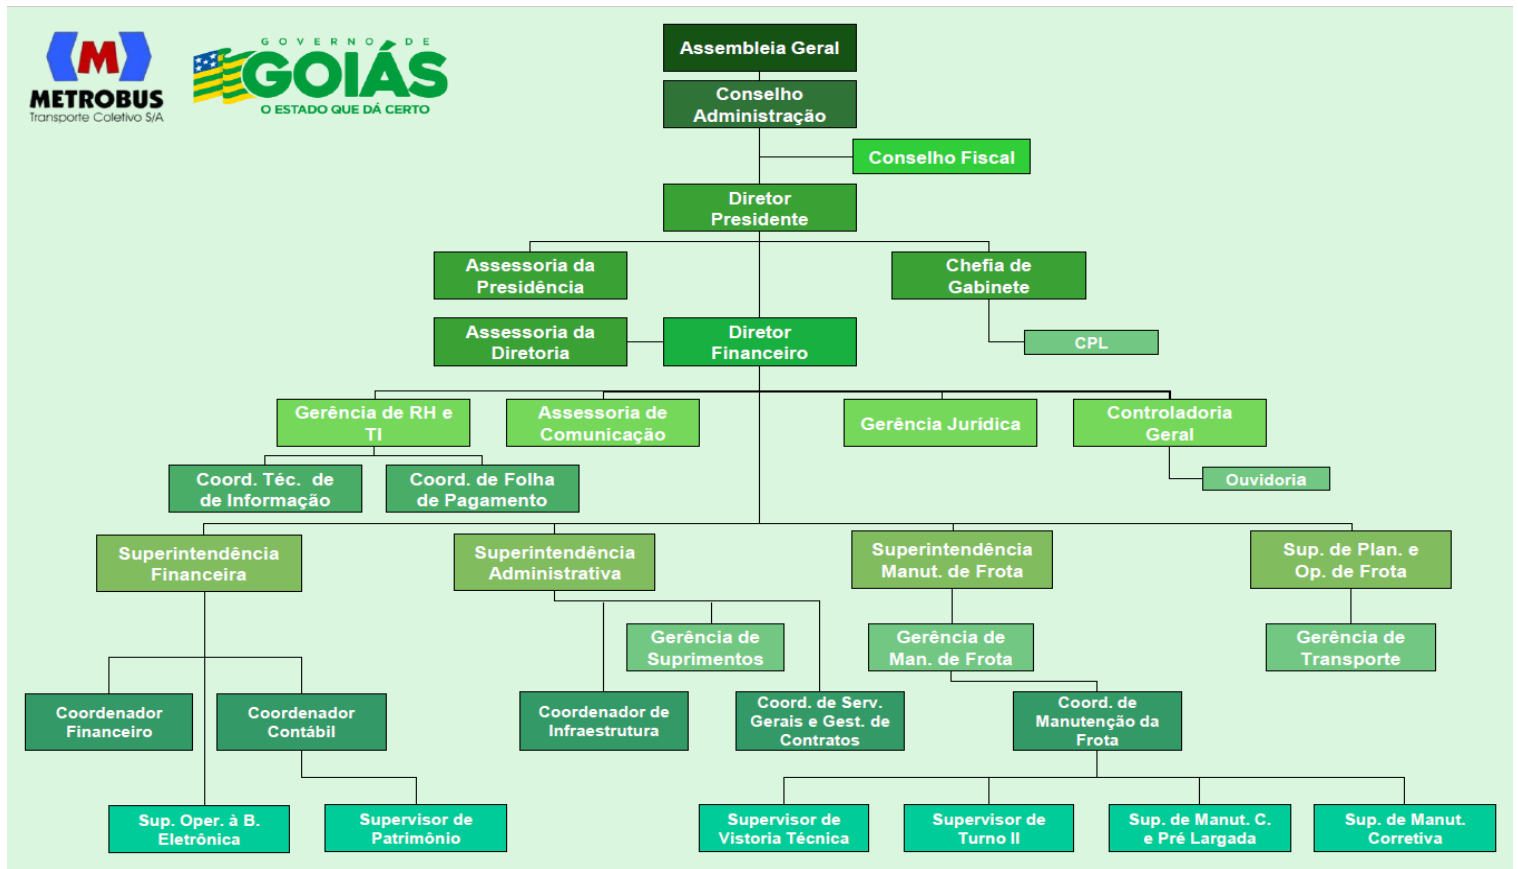 METROBUS
Transporte Coletivo S/A
GOVERNO DE
GOIÁS
O ESTADO QUE DÁ CERTO
Assembleia Geral
Conselho
Administração
Conselho Fiscal
Diretor
Presidente
Assessoria da
Presidência
Chefia de
Gabinete
Assessoria da
Diretoria
Diretor
Financeiro
CPL
Gerência de RH e
TI
Assessoria de
Comunicação
Gerência Jurídica
Controladoria
Geral
Coord. Téc. de
de Informação
Coord. de Folha
de Pagamento
Ouvidoria
Superintendência
Financeira
Superintendência
Administrativa
Superintendência
Manut. de Frota
Sup. de Plan. e
Op. de Frota
Gerência de
Suprimentos
Gerência de
Man. de Frota
Gerência de
Transporte
Coordenador
Financeiro
Coordenador
Contábil
Coordenador de
Infraestrutura
Coord. de Serv.
Gerais e Gest. de
Contratos
Coord. de
Manutenção da
Frota
Sup. Oper. à B.
Eletrônica
Supervisor de
Patrimônio
Supervisor de
Vistoria Técnica
Supervisor de
Turno II
Sup. de Manut. C.
e Pré Largada
Sup. de Manut.
Corretiva